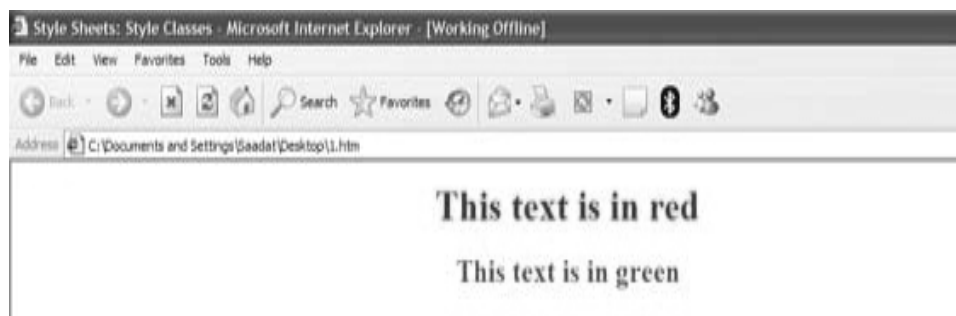 Style Sheets: Style Classes - Microsoft Internet Explorer - [Working Offline]
File Edit View Favorites Tools Help
Back Search Favorites
Address C:\Documents and Settings\Saadat\Desktop\1.htm
This text is in red
This text is in green